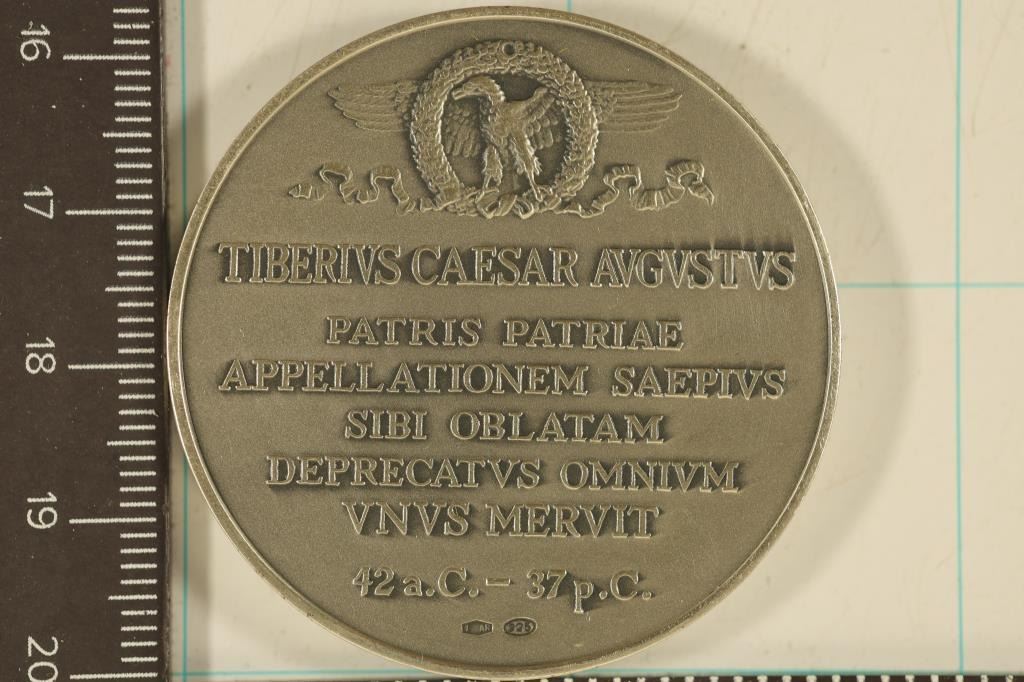 TIBERIVS CAESAR AVGVSTVS
PATRIS PATRIAE
APPELLATIONEM SAEPIVS
SIBI OBLATAM
DEPRECATVS OMNIVM
VNVS MERVIT
42 a.C. – 37 p.C.
925
16
17
18
19
20